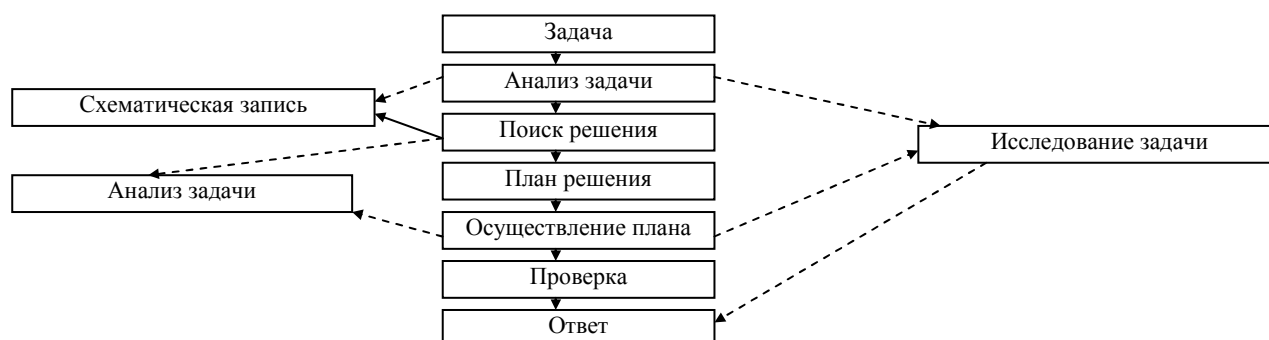 Задача
Анализ задачи
Схематическая запись
Поиск решения
Исследование задачи
План решения
Анализ задачи
Осуществление плана
Проверка
Ответ